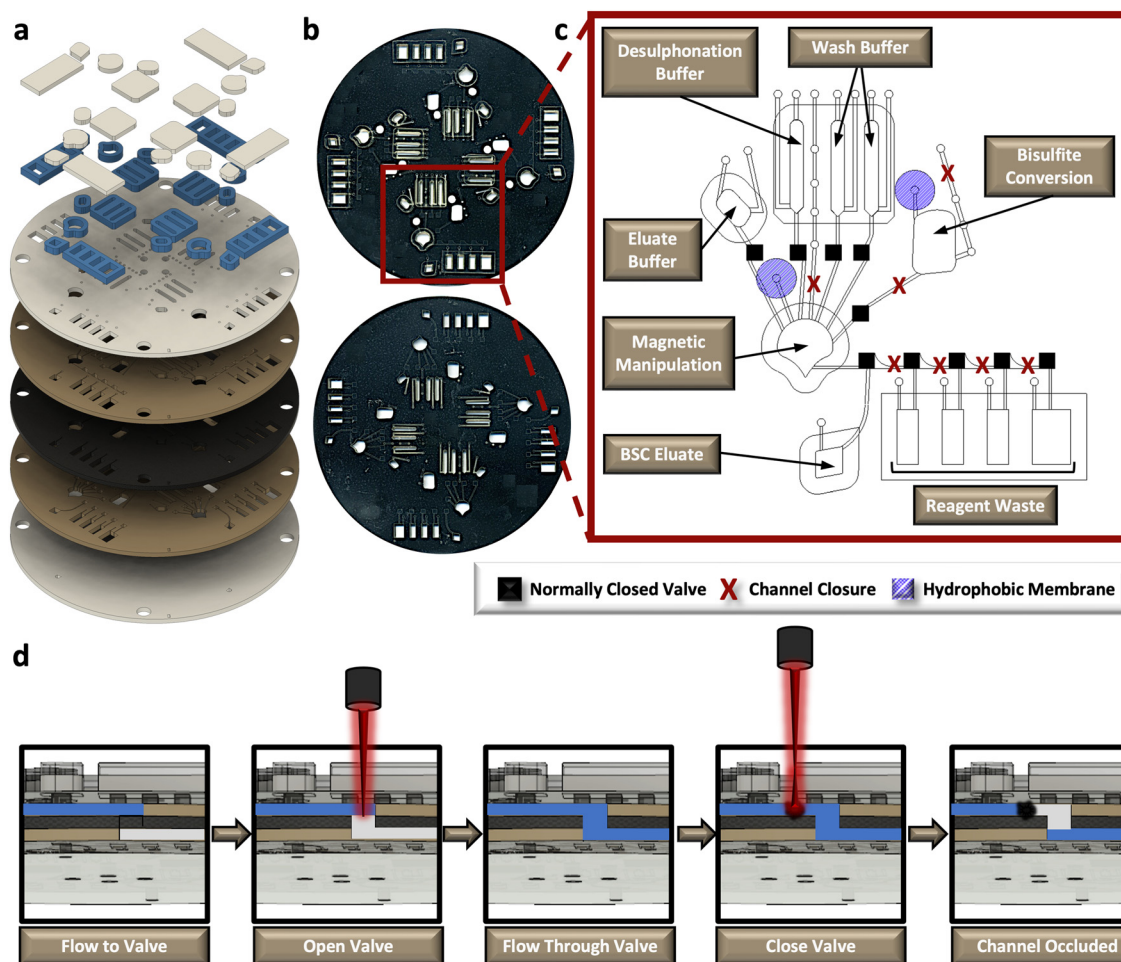 a
b
c
Desulphonation
Buffer
Wash Buffer
Bisulfite
Conversion
Eluate
Buffer
X
X
X
Magnetic
Manipulation
X
X
X
X
BSC Eluate
Reagent Waste
Normally Closed Valve
X Channel Closure
Hydrophobic Membrane
d
Flow to Valve
Open Valve
Flow Through Valve
Close Valve
Channel Occluded